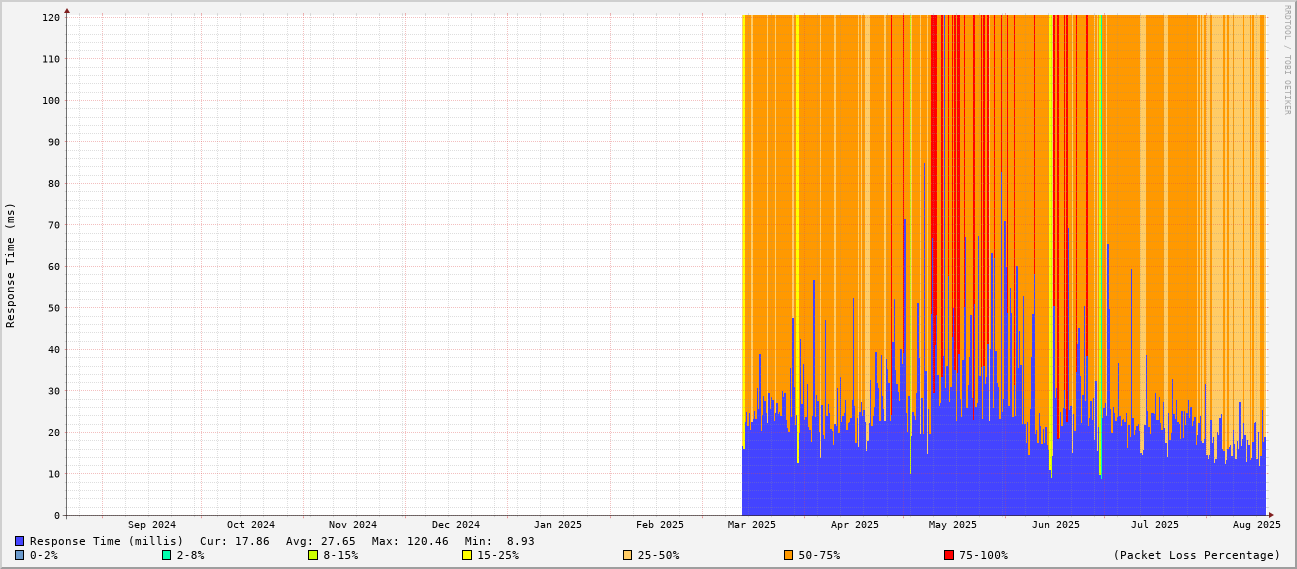 RRDTOOL / TOBI OETIKER
Response Time (ms)
120
110
100
90
80
70
60
50
40
30
20
10
0
Sep 2024 Oct 2024 Nov 2024 Dec 2024 Jan 2025 Feb 2025 Mar 2025 Apr 2025 May 2025 Jun 2025 Jul 2025 Aug 2025
Response Time (millis) Cur: 17.86 Avg: 27.65 Max: 120.46 Min: 8.93
0-2% 2-8% 8-15% 15-25% 25-50% 50-75% 75-100% (Packet Loss Percentage)